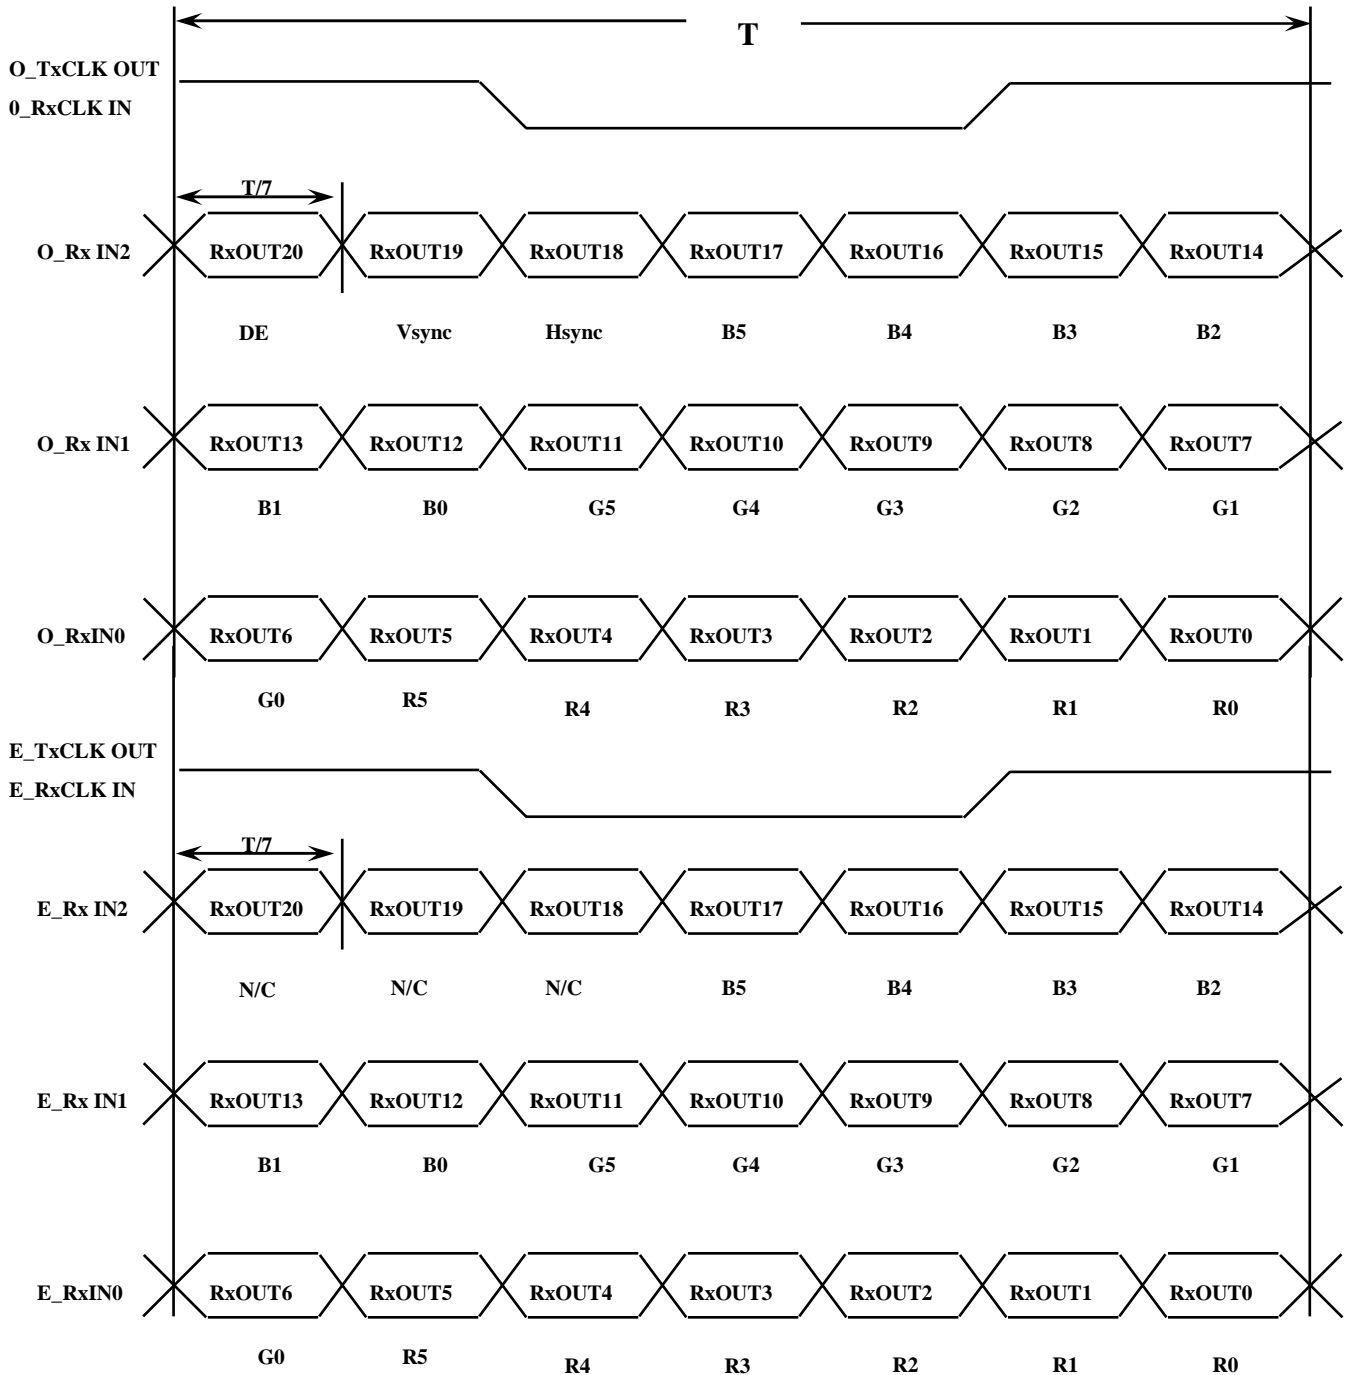 T
O_TxCLK OUT
0_RxCLK IN
T/7
O_Rx IN2 RxOUT20 RxOUT19 RxOUT18 RxOUT17 RxOUT16 RxOUT15 RxOUT14
DE Vsync Hsync B5 B4 B3 B2
O_Rx IN1 RxOUT13 RxOUT12 RxOUT11 RxOUT10 RxOUT9 RxOUT8 RxOUT7
B1 B0 G5 G4 G3 G2 G1
O_RxIN0 RxOUT6 RxOUT5 RxOUT4 RxOUT3 RxOUT2 RxOUT1 RxOUT0
G0 R5 R4 R3 R2 R1 R0
E_TxCLK OUT
E_RxCLK IN
T/7
E_Rx IN2 RxOUT20 RxOUT19 RxOUT18 RxOUT17 RxOUT16 RxOUT15 RxOUT14
N/C N/C N/C B5 B4 B3 B2
E_Rx IN1 RxOUT13 RxOUT12 RxOUT11 RxOUT10 RxOUT9 RxOUT8 RxOUT7
B1 B0 G5 G4 G3 G2 G1
E_RxIN0 RxOUT6 RxOUT5 RxOUT4 RxOUT3 RxOUT2 RxOUT1 RxOUT0
G0 R5 R4 R3 R2 R1 R0